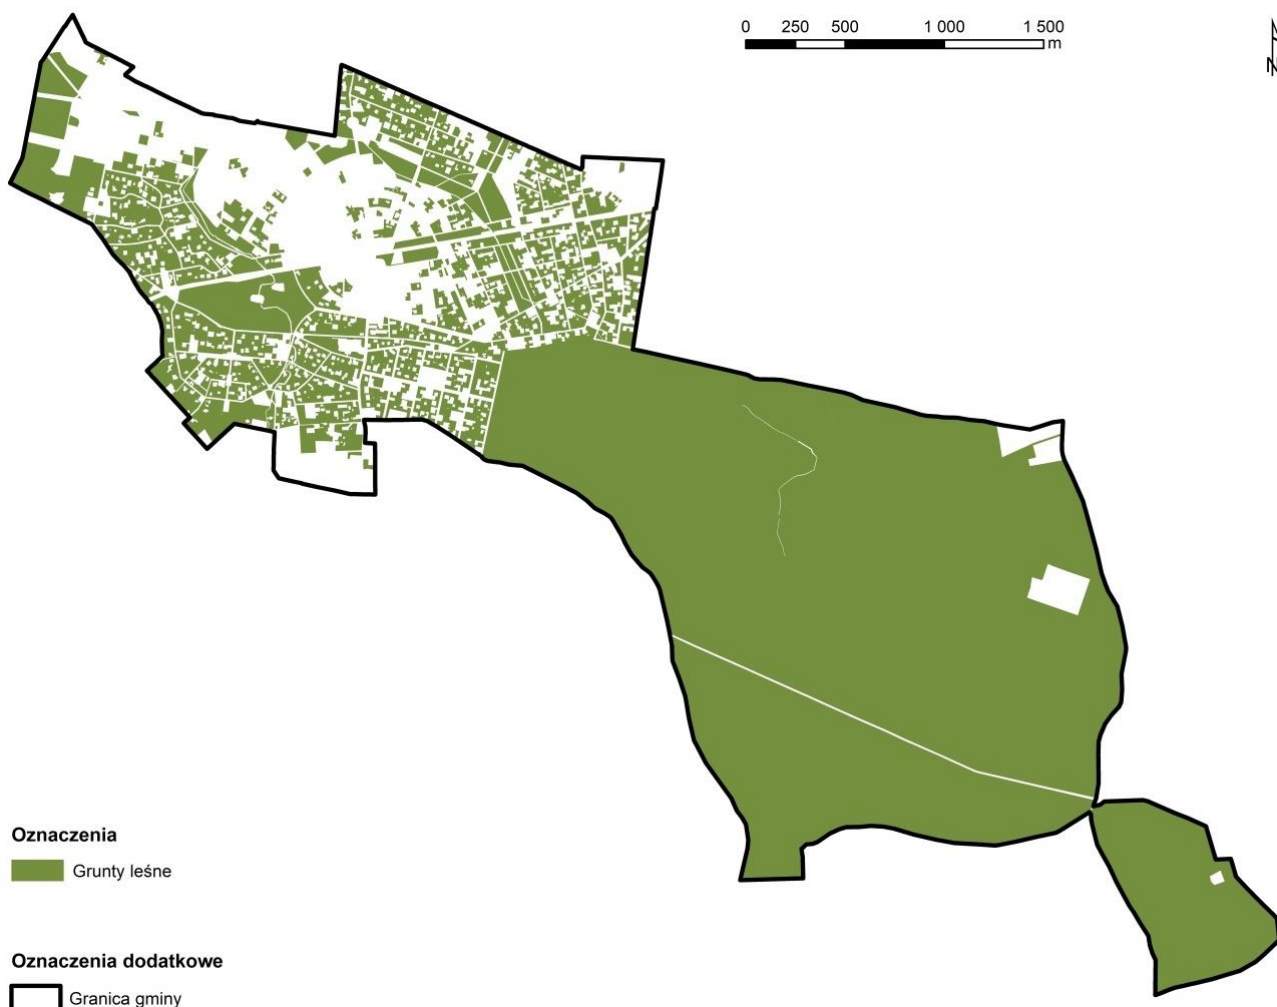 0 250 500 1 000 1 500
m
N
Oznaczenia
Grunty leśne
Oznaczenia dodatkowe
Granica gminy